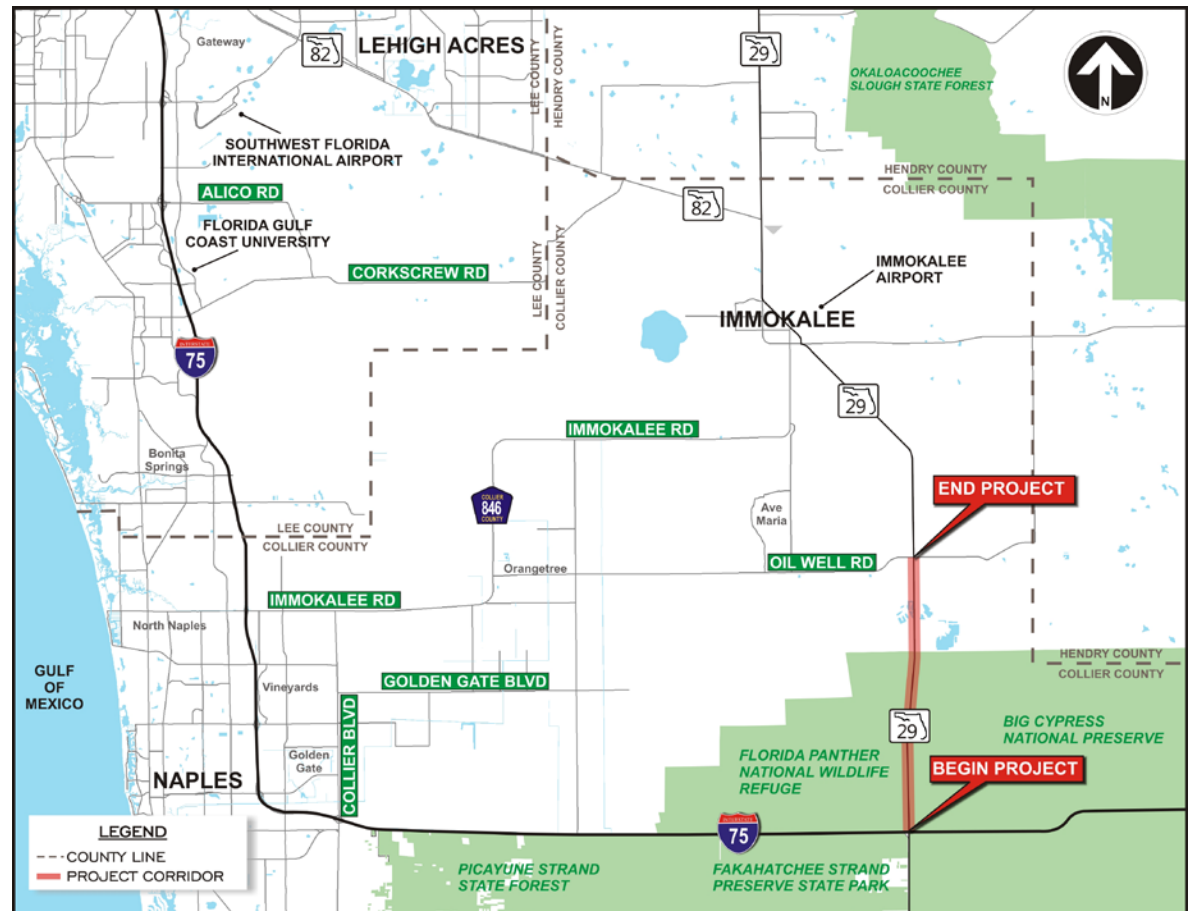 Gateway
82
LEHIGH ACRES
LEE COUNTY
HENDRY COUNTY
29
OKALOACOOCHEE
SLOUGH STATE FOREST
N
SOUTHWEST FLORIDA
INTERNATIONAL AIRPORT
ALICO RD
FLORIDA GULF
COAST UNIVERSITY
CORKSCREW RD
LEE COUNTY
COLLIER COUNTY
82
HENDRY COUNTY
COLLIER COUNTY
IMMOKALEE
AIRPORT
IMMOKALEE
INTERSTATE
75
29
IMMOKALEE RD
Bonita
Springs
COLLIER
846
COUNTY
LEE COUNTY
COLLIER COUNTY
Ave
Maria
END PROJECT
Orangetree
OIL WELL RD
IMMOKALEE RD
North Naples
GULF
OF
MEXICO
Vineyards
GOLDEN GATE BLVD
COLLIER BLVD
Golden
Gate
NAPLES
HENDRY COUNTY
COLLIER COUNTY
29
BIG CYPRESS
NATIONAL PRESERVE
FLORIDA PANTHER
NATIONAL WILDLIFE
REFUGE
BEGIN PROJECT
INTERSTATE
75
PICAYUNE STRAND
STATE FOREST
FAKAHATCHEE STRAND
PRESERVE STATE PARK
LEGEND
COUNTY LINE
PROJECT CORRIDOR